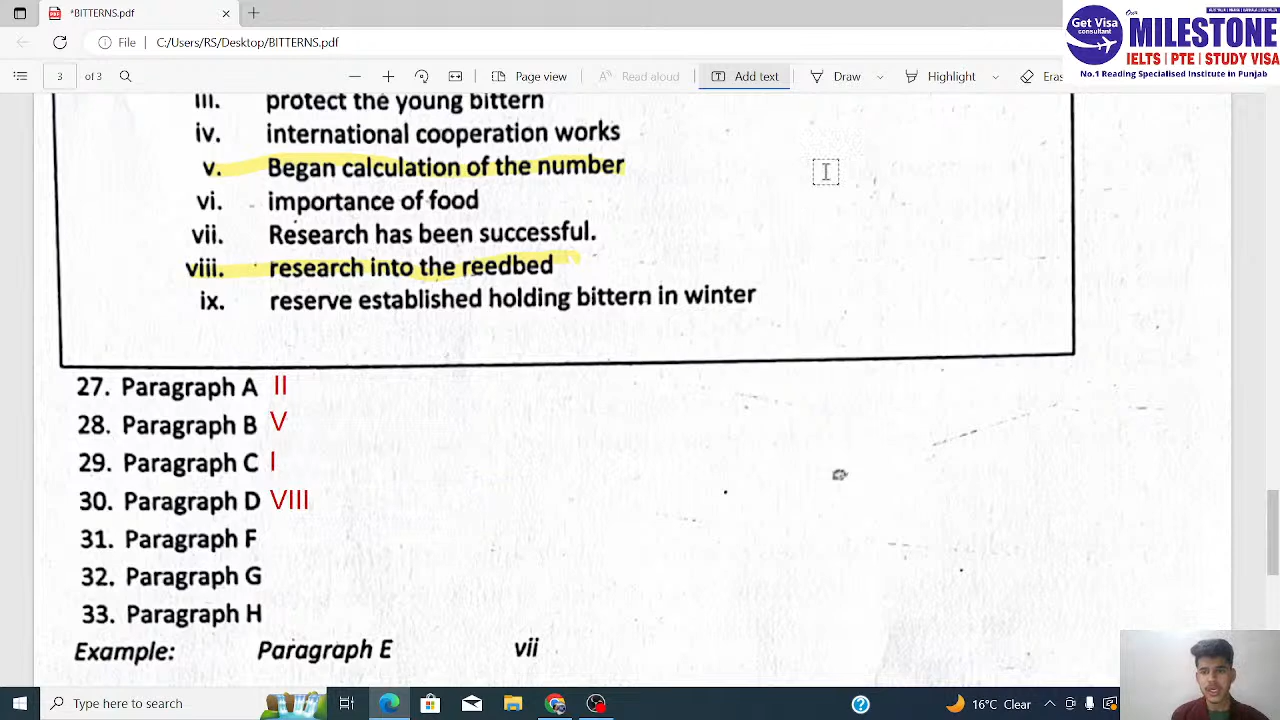 *BITTERNS.pdf
File C:/Users/RS/Desktop/BITTERNS.pdf
Get Visa
consultant
MILESTONE
IELTS | PTE | STUDY VISA
No.1 Reading Specialised Institute in Punjab
3 of 3
Page view
Read aloud
Add text
Draw
Highlight
Eras
iii. protect the young bittern
iv. international cooperation works
v. Began calculation of the number
vi. importance of food
vii. Research has been successful.
viii. research into the reedbed
ix. reserve established holding bittern in winter
27. Paragraph A II
28. Paragraph B V
29. Paragraph C I
30. Paragraph D VIII
31. Paragraph F
32. Paragraph G
33. Paragraph H
Example: Paragraph E vii
Type here to search
16°C Clear